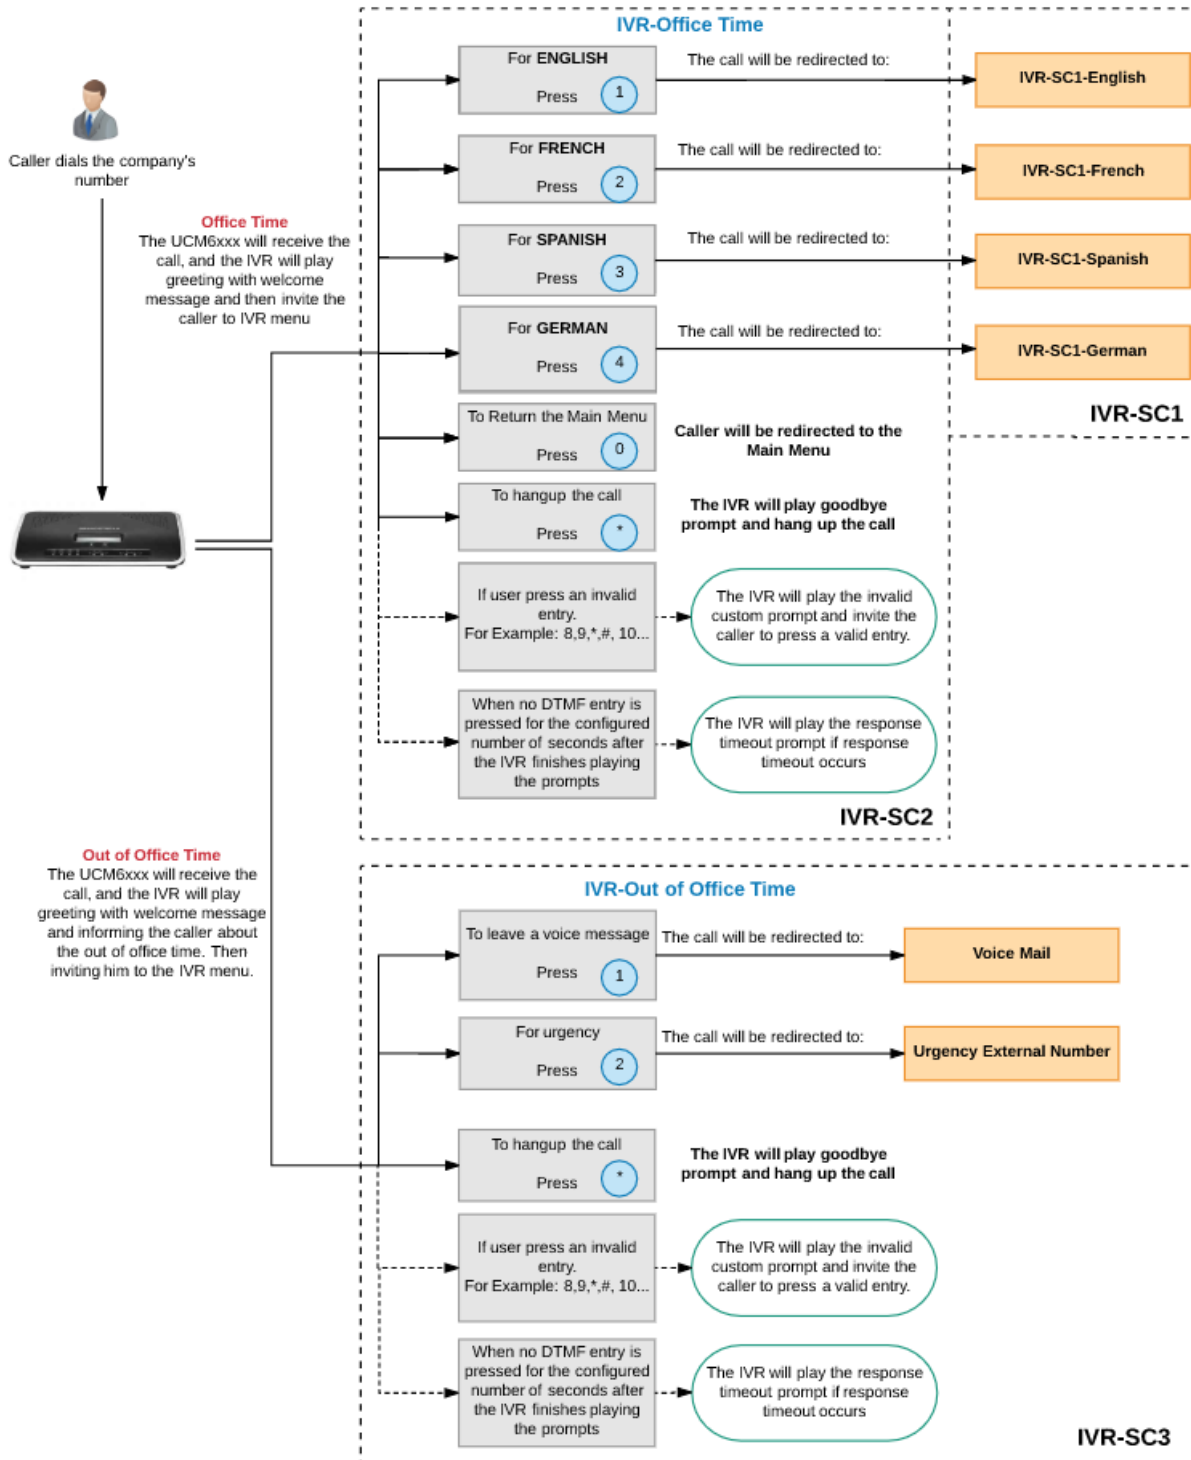 IVR-Office Time
For ENGLISH
Press 1
The call will be redirected to:
IVR-SC1-English
Caller dials the company's
number
For FRENCH
Press 2
The call will be redirected to:
IVR-SC1-French
Office Time
The UCM6xxx will receive the
call, and the IVR will play
greeting with welcome
message and then invite the
caller to IVR menu
For SPANISH
Press 3
The call will be redirected to:
IVR-SC1-Spanish
For GERMAN
Press 4
The call will be redirected to:
IVR-SC1-German
IVR-SC1
To Return the Main Menu
Press 0
Caller will be redirected to the
Main Menu
To hangup the call
Press *
The IVR will play goodbye
prompt and hang up the call
If user press an invalid
entry.
For Example: 8,9,*,#, 10...
The IVR will play the invalid
custom prompt and invite the
caller to press a valid entry.
When no DTMF entry is
pressed for the configured
number of seconds after
the IVR finishes playing
the prompts
The IVR will play the response
timeout prompt if response
timeout occurs
IVR-SC2
Out of Office Time
The UCM6xxx will receive the
call, and the IVR will play
greeting with welcome message
and informing the caller about
the out of office time. Then
inviting him to the IVR menu.
IVR-Out of Office Time
To leave a voice message
Press 1
The call will be redirected to:
Voice Mail
For urgency
Press 2
The call will be redirected to:
Urgency External Number
To hangup the call
Press *
The IVR will play goodbye
prompt and hang up the call
If user press an invalid
entry.
For Example: 8,9,*,#, 10...
The IVR will play the invalid
custom prompt and invite the
caller to press a valid entry.
When no DTMF entry is
pressed for the configured
number of seconds after
the IVR finishes playing
the prompts
The IVR will play the response
timeout prompt if response
timeout occurs
IVR-SC3